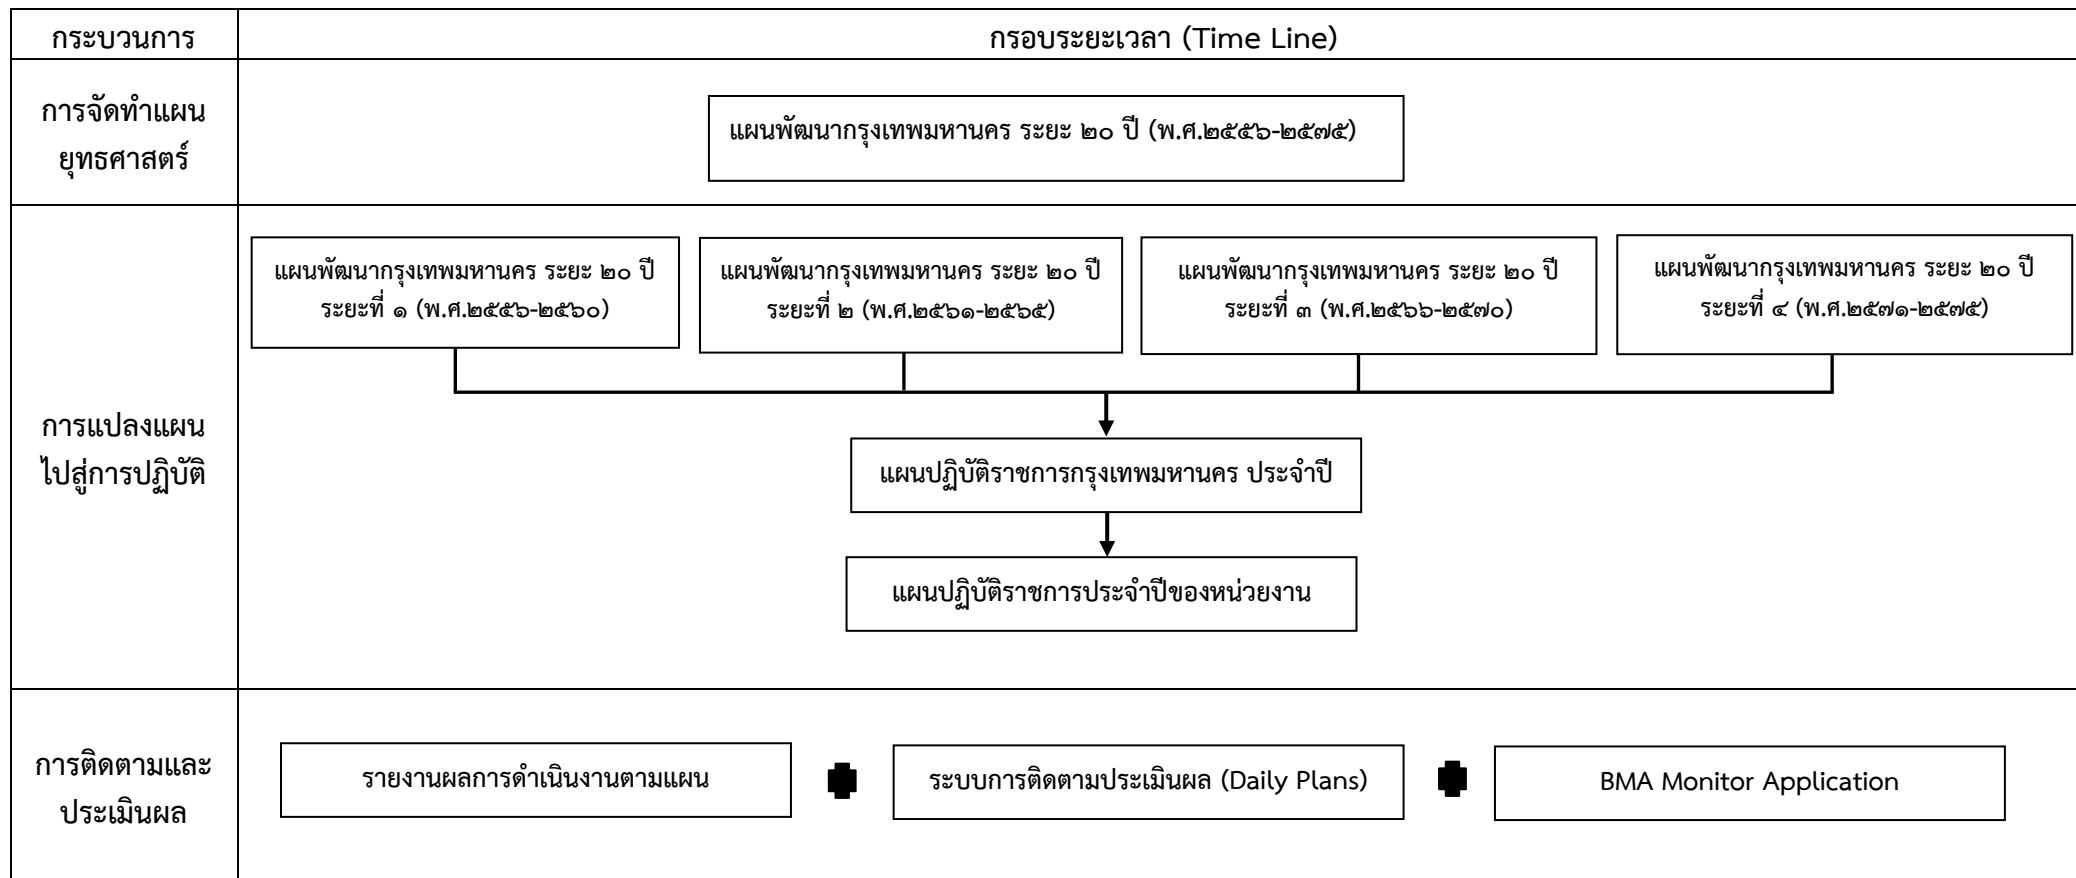 กระบวนการ
กรอบระยะเวลา (Time Line)
การจัดทำแผน
ยุทธศาสตร์
แผนพัฒนากรุงเทพมหานคร ระยะ ๒๐ ปี (พ.ศ.๒๕๕๖-๒๕๗๕)
การแปลงแผน
ไปสู่การปฏิบัติ
แผนพัฒนากรุงเทพมหานคร ระยะ ๒๐ ปี
ระยะที่ ๑ (พ.ศ.๒๕๕๖-๒๕๖๐)
แผนพัฒนากรุงเทพมหานคร ระยะ ๒๐ ปี
ระยะที่ ๒ (พ.ศ.๒๕๖๑-๒๕๖๕)
แผนพัฒนากรุงเทพมหานคร ระยะ ๒๐ ปี
ระยะที่ ๓ (พ.ศ.๒๕๖๖-๒๕๗๐)
แผนพัฒนากรุงเทพมหานคร ระยะ ๒๐ ปี
ระยะที่ ๔ (พ.ศ.๒๕๗๑-๒๕๗๕)
แผนปฏิบัติราชการกรุงเทพมหานคร ประจำปี
แผนปฏิบัติราชการประจำปีของหน่วยงาน
การติดตามและ
ประเมินผล
รายงานผลการดำเนินงานตามแผน
ระบบการติดตามประเมินผล (Daily Plans)
BMA Monitor Application